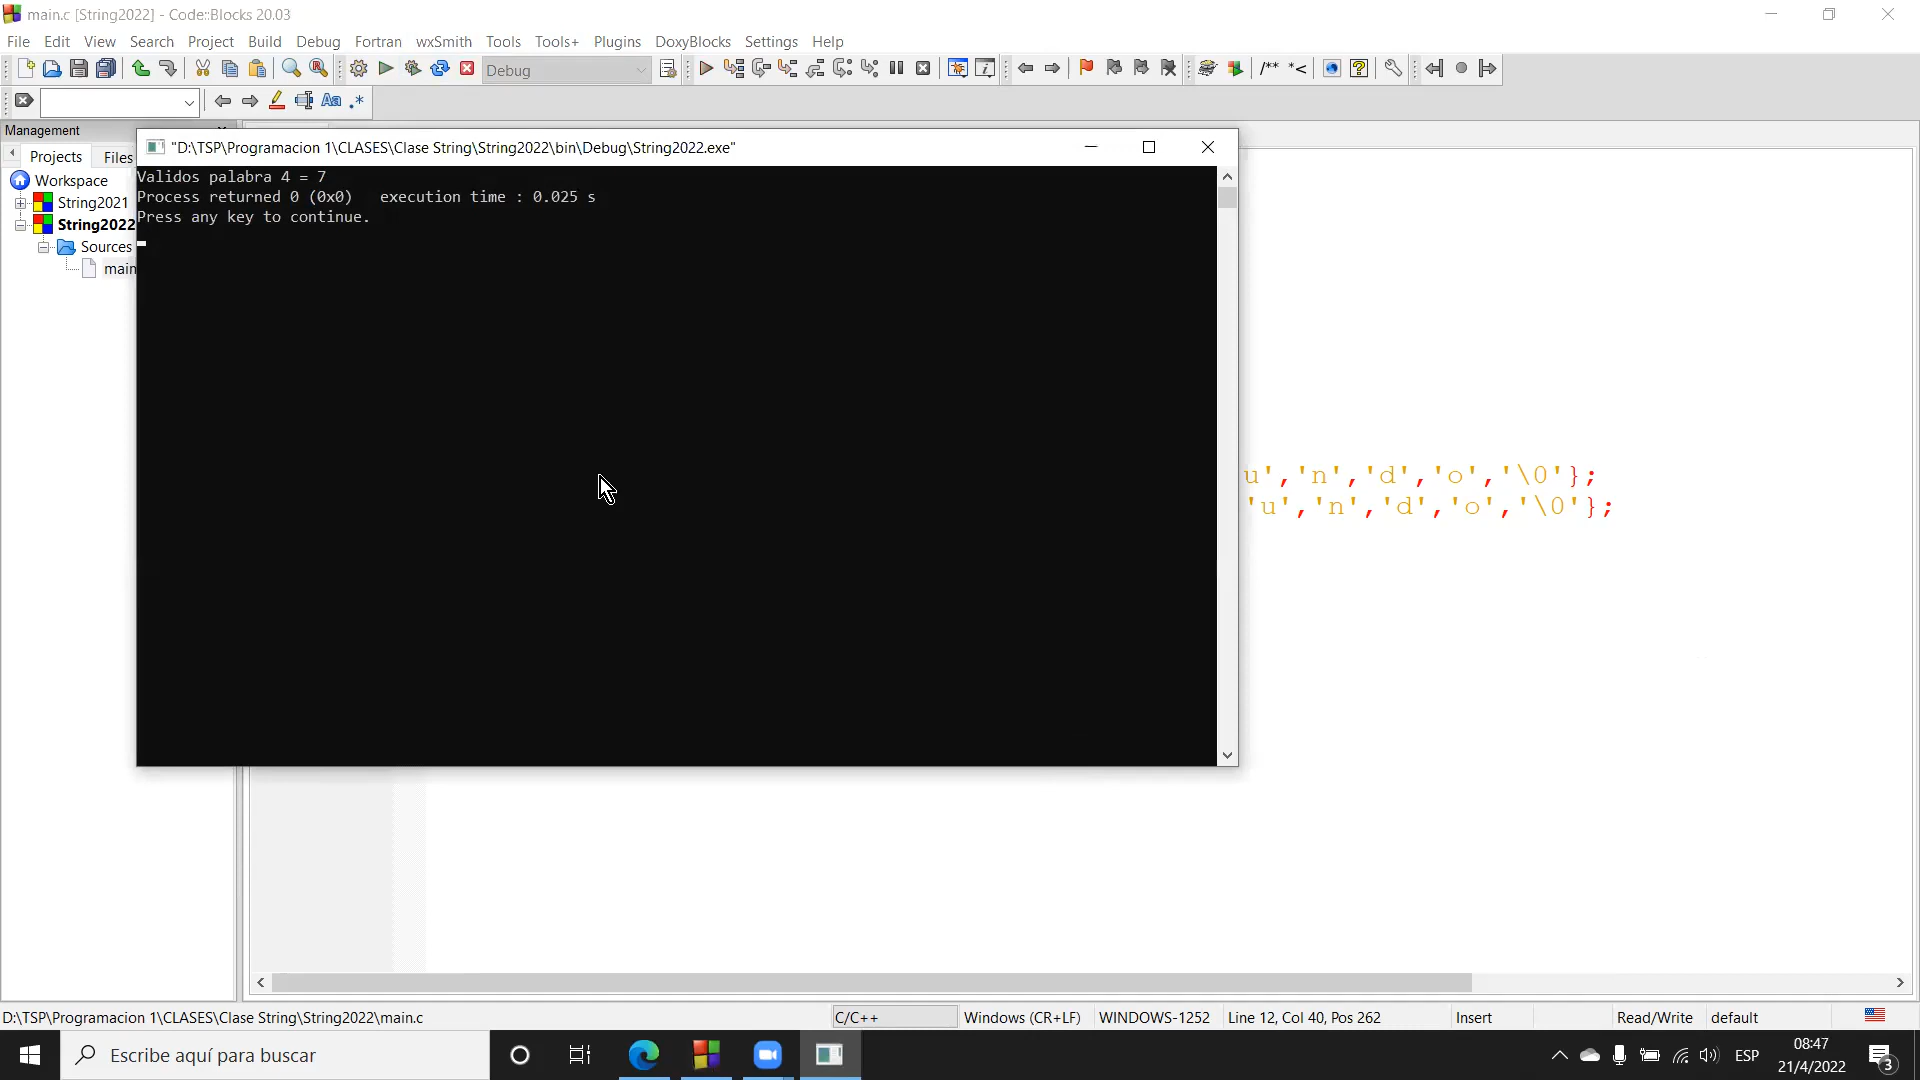 main.c [String2022] - Code::Blocks 20.03
File Edit View Search Project Build Debug Fortran wxSmith Tools Tools+ Plugins DoxyBlocks Settings Help
Debug
/** *<
Aa .*
Management
Projects Files
Workspace
String2021
String2022
Sources
main
"D:\TSP\Programacion 1\CLASES\Clase String\String2022\bin\Debug\String2022.exe"
Validos palabra 4 = 7
Process returned 0 (0x0)   execution time : 0.025 s
Press any key to continue.
u','n','d','o','\0'};
'u','n','d','o','\0'};
D:\TSP\Programacion 1\CLASES\Clase String\String2022\main.c C/C++ Windows (CR+LF) WINDOWS-1252 Line 12, Col 40, Pos 262 Insert Read/Write default
Escribe aquí para buscar
ESP
08:47
21/4/2022
3